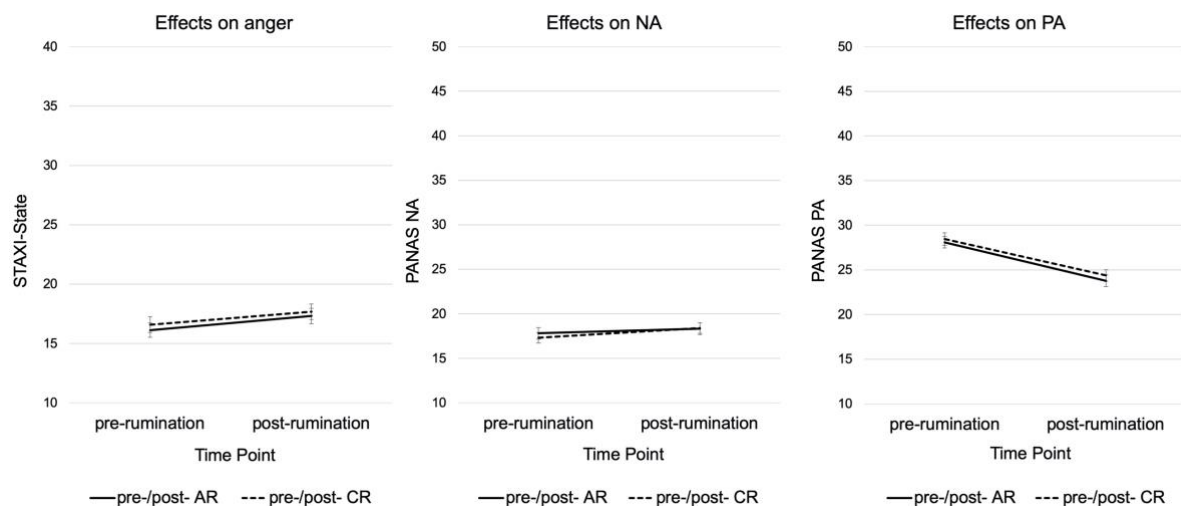 Effects on anger
40
35
30
25
20
15
10
STAXI-State
pre-rumination post-rumination
Time Point
pre-/post- AR pre-/post- CR
Effects on NA
50
45
40
35
30
25
20
15
10
PANAS NA
pre-rumination post-rumination
Time Point
pre-/post- AR pre-/post- CR
Effects on PA
50
45
40
35
30
25
20
15
10
PANAS PA
pre-rumination post-rumination
Time Point
pre-/post- AR pre-/post- CR